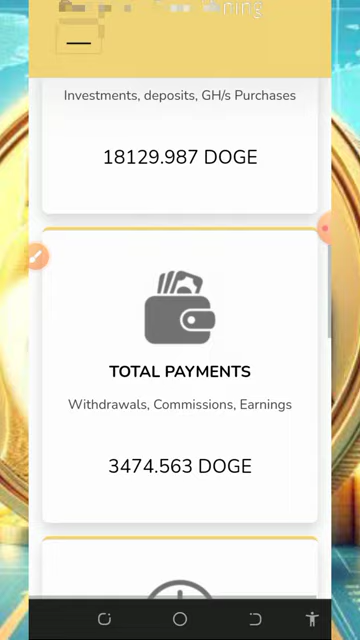 Investments, deposits, GH/s Purchases
18129.987 DOGE
TOTAL PAYMENTS
Withdrawals, Commissions, Earnings
3474.563 DOGE